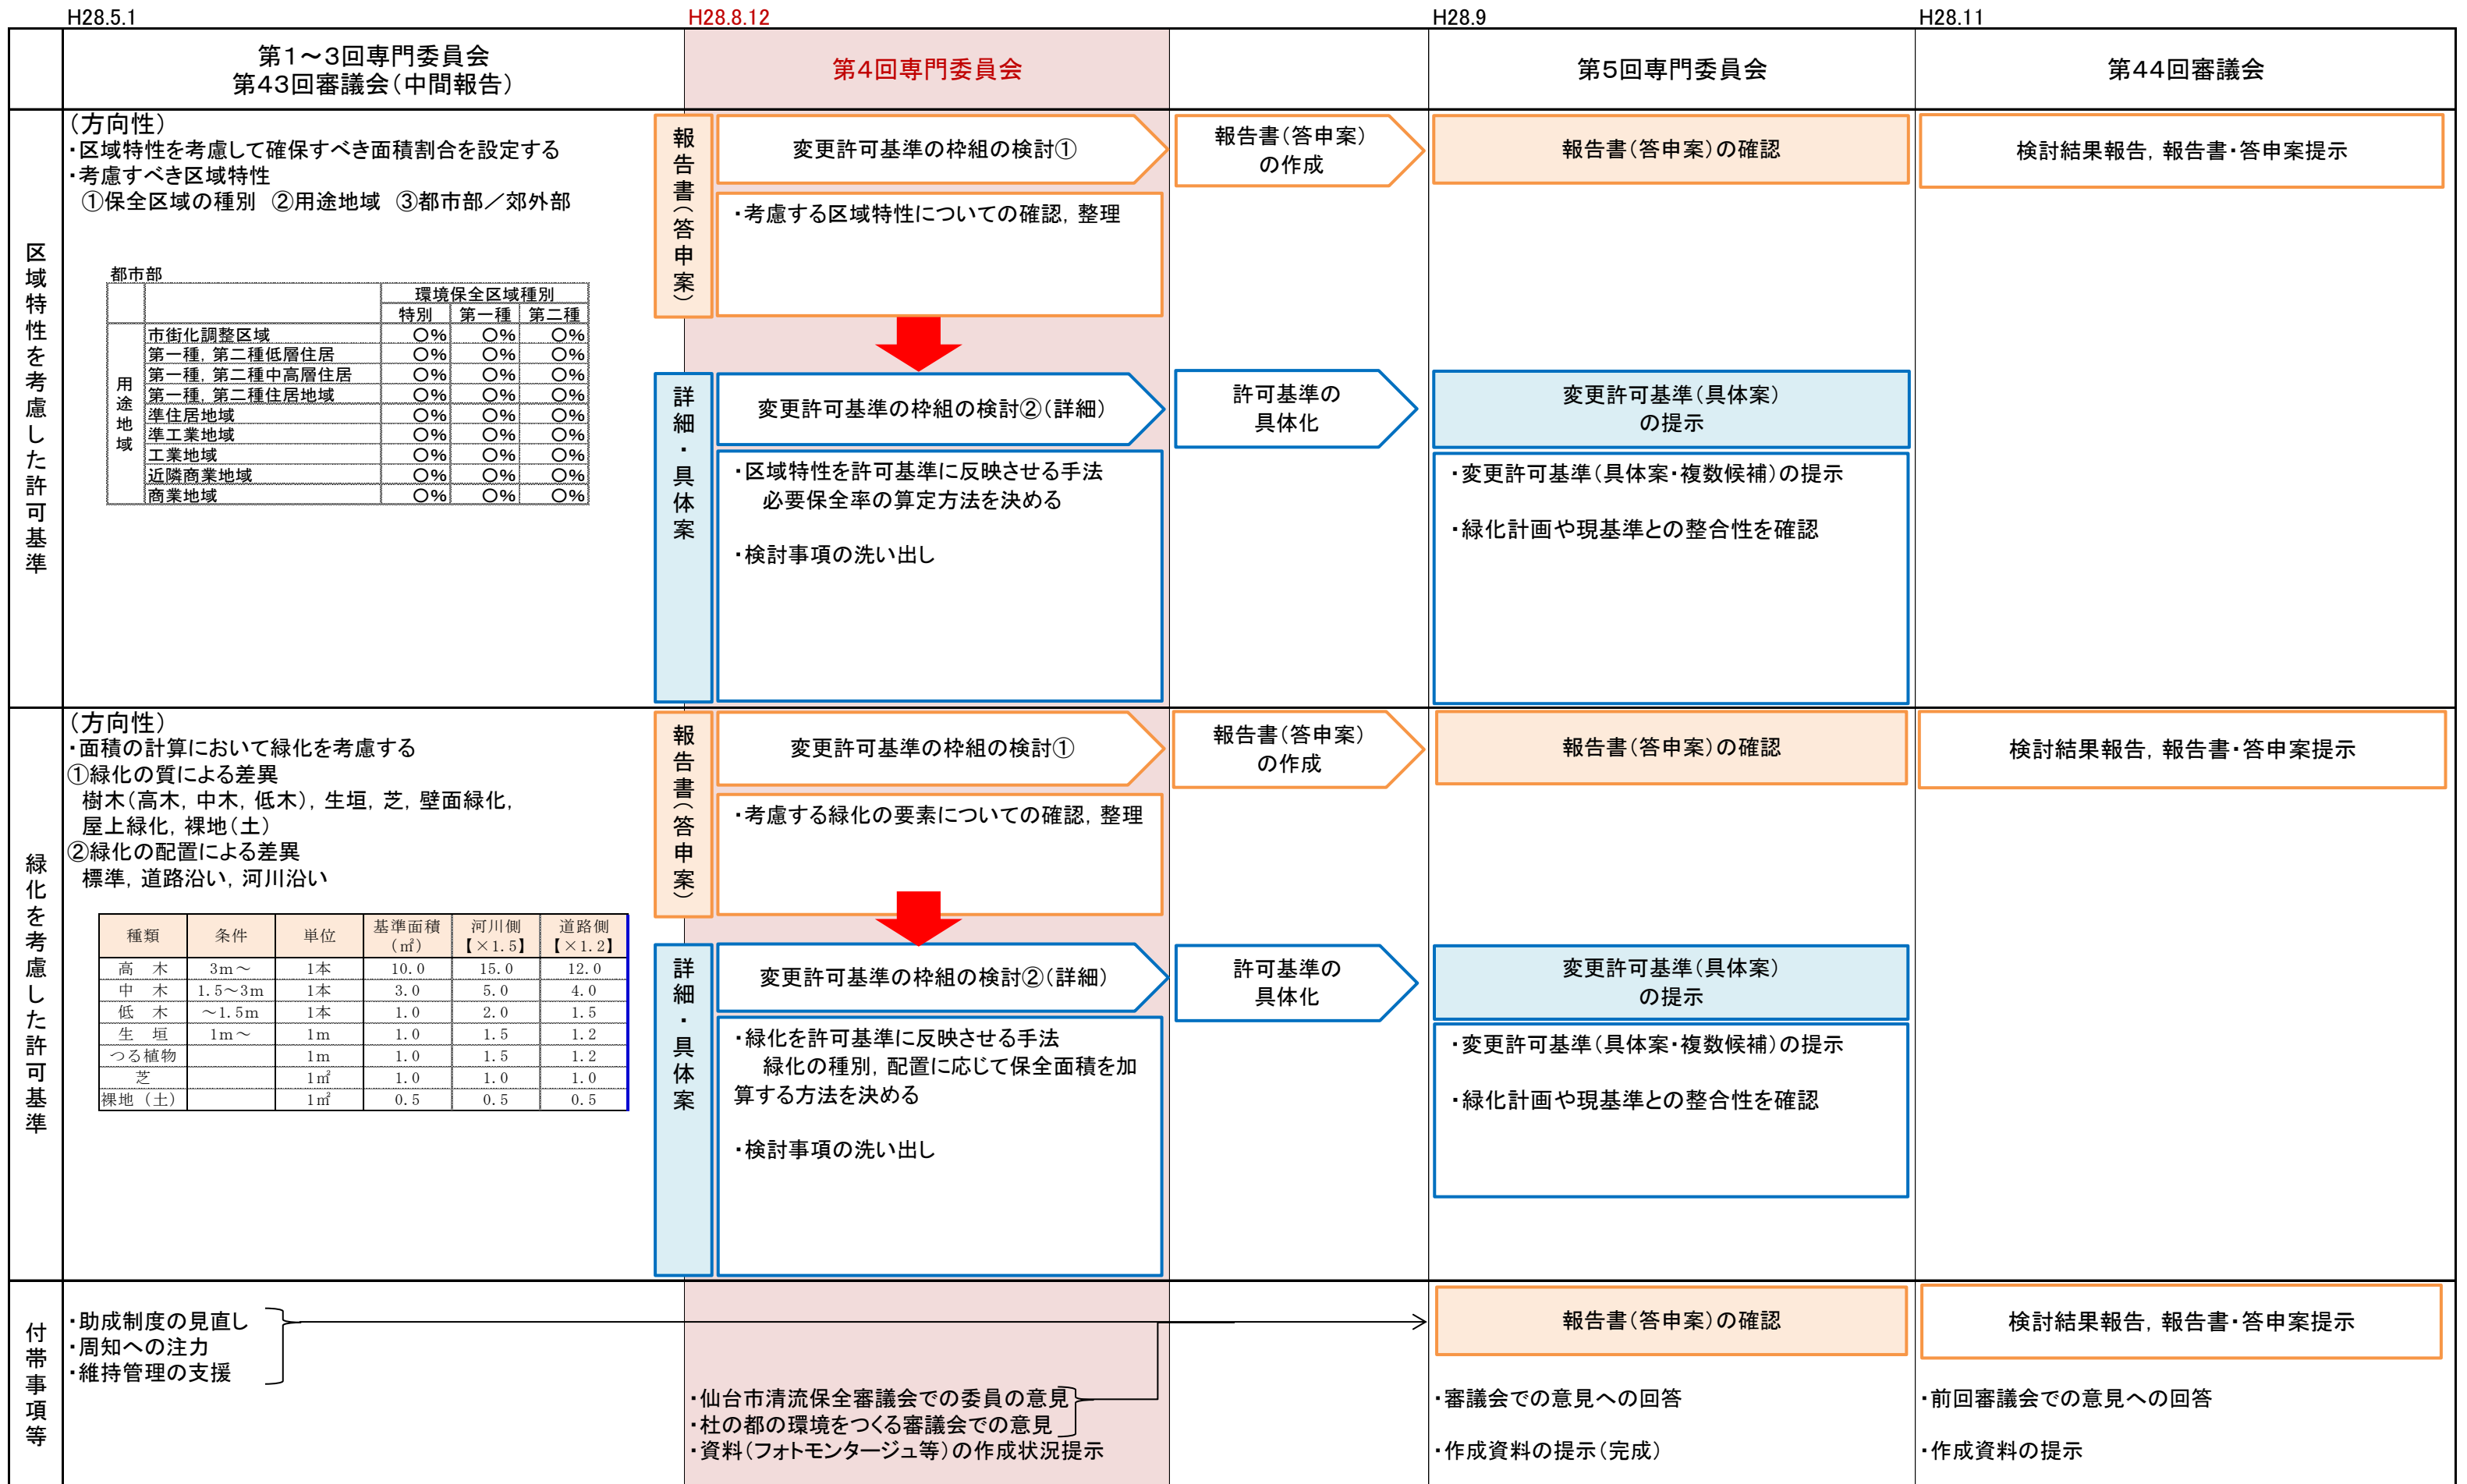 H28.5.1
H28.8.12
H28.9
H28.11
第1～3回専門委員会
第43回審議会(中間報告)
第4回専門委員会
第5回専門委員会
第44回審議会
区域特性を考慮した許可基準
(方向性)
・区域特性を考慮して確保すべき面積割合を設定する
・考慮すべき区域特性
①保全区域の種別 ②用途地域 ③都市部／郊外部
都市部
環境保全区域種別
特別 第一種 第二種
用途地域
市街化調整区域 ○% ○% ○%
第一種, 第二種低層住居 ○% ○% ○%
第一種, 第二種中高層住居 ○% ○% ○%
第一種, 第二種住居地域 ○% ○% ○%
準住居地域 ○% ○% ○%
準工業地域 ○% ○% ○%
工業地域 ○% ○% ○%
近隣商業地域 ○% ○% ○%
商業地域 ○% ○% ○%
報告書(答申案)
変更許可基準の枠組の検討①
・考慮する区域特性についての確認, 整理
報告書(答申案)
の作成
報告書(答申案)の確認
検討結果報告, 報告書・答申案提示
詳細・具体案
変更許可基準の枠組の検討②(詳細)
・区域特性を許可基準に反映させる手法
必要保全率の算定方法を決める
・検討事項の洗い出し
許可基準の
具体化
変更許可基準(具体案)
の提示
・変更許可基準(具体案・複数候補)の提示
・緑化計画や現基準との整合性を確認
緑化を考慮した許可基準
(方向性)
・面積の計算において緑化を考慮する
①緑化の質による差異
樹木(高木, 中木, 低木), 生垣, 芝, 壁面緑化,
屋上緑化, 裸地(土)
②緑化の配置による差異
標準, 道路沿い, 河川沿い
種類 条件 単位 基準面積(㎡) 河川側【×1.5】 道路側【×1.2】
高 木 3m～ 1本 10.0 15.0 12.0
中 木 1.5～3m 1本 3.0 5.0 4.0
低 木 ～1.5m 1本 1.0 2.0 1.5
生 垣 1m～ 1m 1.0 1.5 1.2
つる植物 1m 1.0 1.5 1.2
芝 1㎡ 1.0 1.0 1.0
裸地（土） 1㎡ 0.5 0.5 0.5
報告書(答申案)
変更許可基準の枠組の検討①
・考慮する緑化の要素についての確認, 整理
報告書(答申案)
の作成
報告書(答申案)の確認
検討結果報告, 報告書・答申案提示
詳細・具体案
変更許可基準の枠組の検討②(詳細)
・緑化を許可基準に反映させる手法
緑化の種別, 配置に応じて保全面積を加
算する方法を決める
・検討事項の洗い出し
許可基準の
具体化
変更許可基準(具体案)
の提示
・変更許可基準(具体案・複数候補)の提示
・緑化計画や現基準との整合性を確認
付帯事項等
・助成制度の見直し
・周知への注力
・維持管理の支援
・仙台市清流保全審議会での委員の意見
・杜の都の環境をつくる審議会での意見
・資料(フォトモンタージュ等)の作成状況提示
報告書(答申案)の確認
・審議会での意見への回答
・作成資料の提示(完成)
検討結果報告, 報告書・答申案提示
・前回審議会での意見への回答
・作成資料の提示